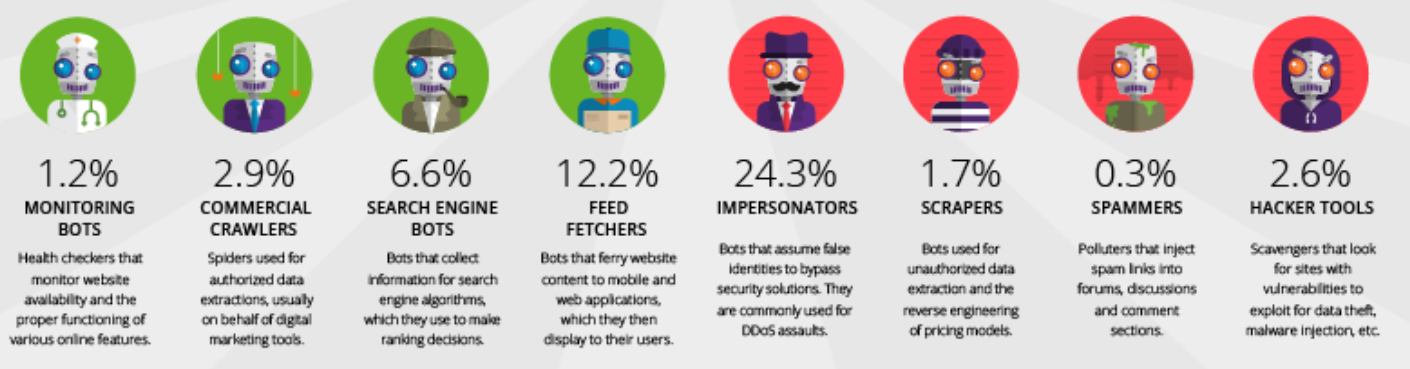 1.2%
MONITORING
BOTS
Health checkers that
monitor website
availability and the
proper functioning of
various online features.
2.9%
COMMERCIAL
CRAWLERS
Spiders used for
authorized data
extractions, usually
on behalf of digital
marketing tools.
6.6%
SEARCH ENGINE
BOTS
Bots that collect
information for search
engine algorithms,
which they use to make
ranking decisions.
12.2%
FEED
FETCHERS
Bots that ferry website
content to mobile and
web applications,
which they then
display to their users.
24.3%
IMPERSONATORS
Bots that assume false
identities to bypass
security solutions. They
are commonly used for
DDoS assaults.
1.7%
SCRAPERS
Bots used for
unauthorized data
extraction and the
reverse engineering
of pricing models.
0.3%
SPAMMERS
Polluters that inject
spam links into
forums, discussions
and comment
sections.
2.6%
HACKER TOOLS
Scavengers that look
for sites with
vulnerabilities to
exploit for data theft,
malware injection, etc.